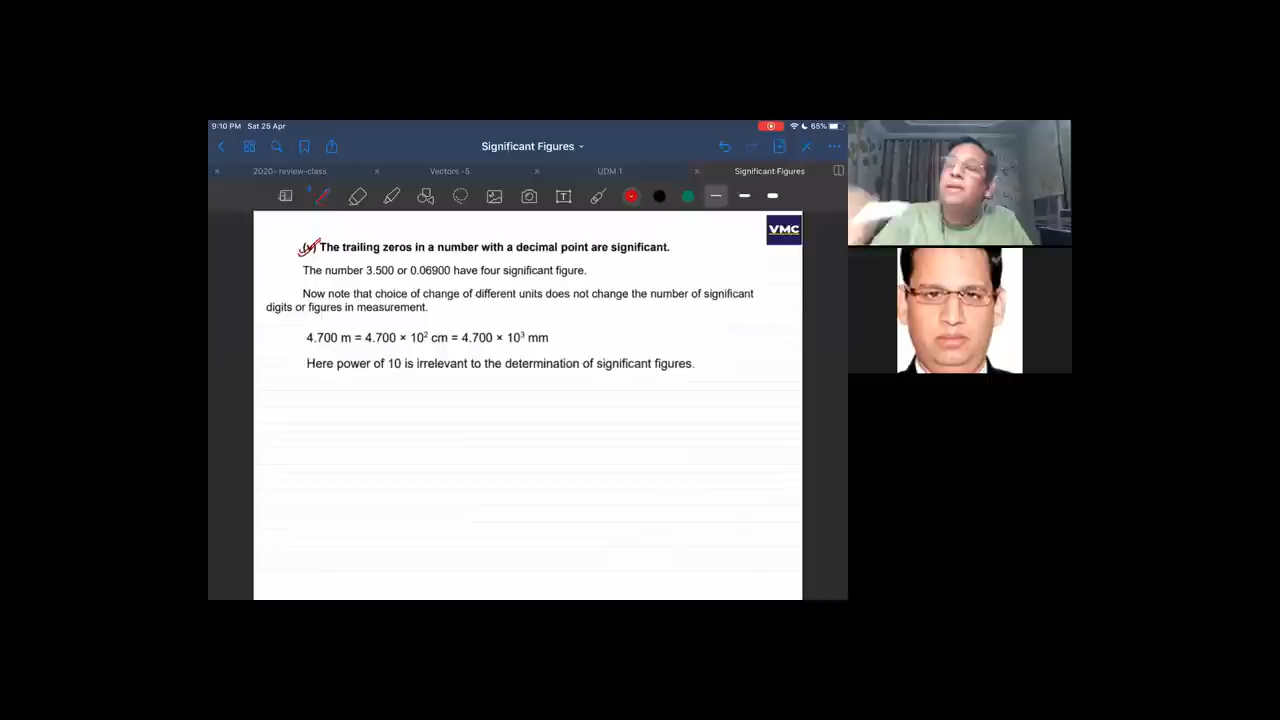 9:10 PM Sat 25 Apr
65%
Significant Figures
2020- review-class
Vectors -5
UDM 1
Significant Figures
VMC
The trailing zeros in a number with a decimal point are significant.
The number 3.500 or 0.06900 have four significant figure.
Now note that choice of change of different units does not change the number of significant
digits or figures in measurement.
4.700 m = 4.700 × 10² cm = 4.700 × 10³ mm
Here power of 10 is irrelevant to the determination of significant figures.